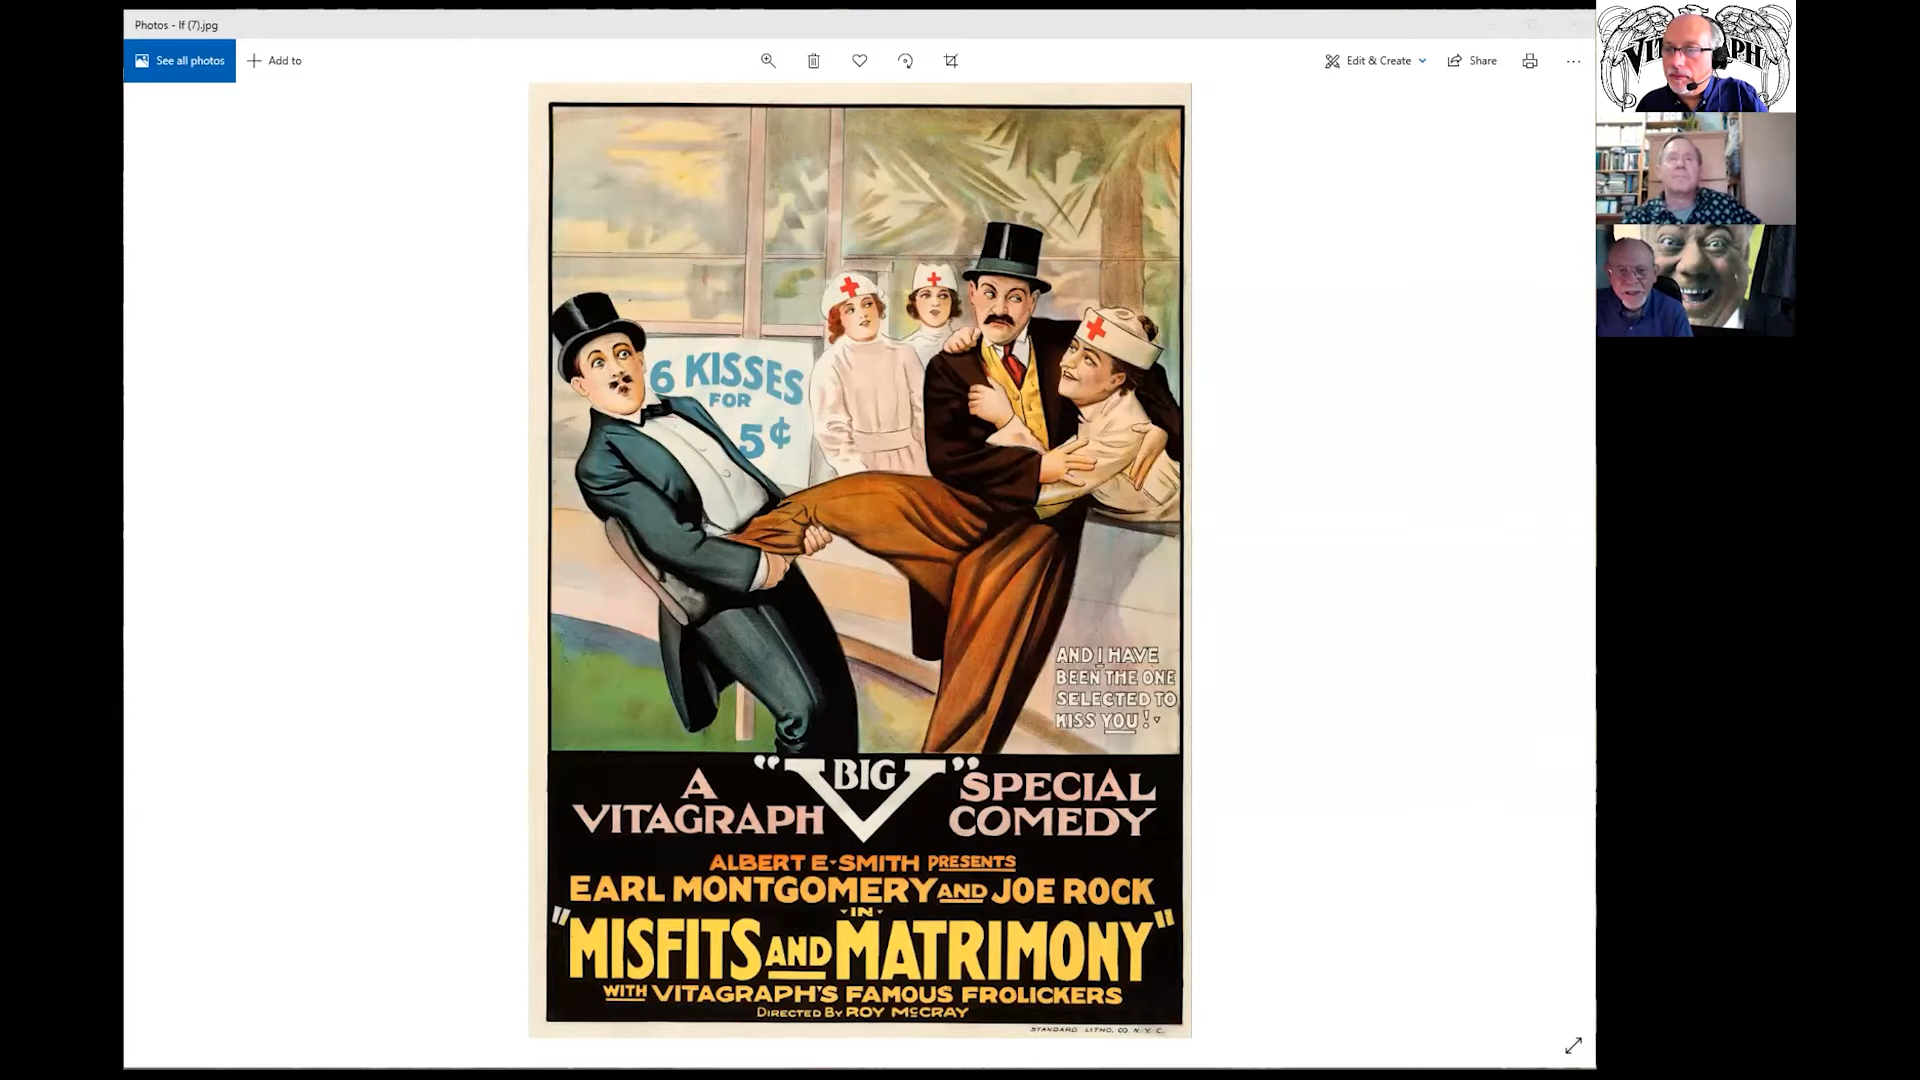 Photos - If (7).jpg
See all photos
Add to
Edit & Create
Share
VITAGRAPH
6 KISSES
FOR
5¢
AND I HAVE
BEEN THE ONE
SELECTED TO
KISS YOU!
A "BIG V" SPECIAL
VITAGRAPH COMEDY
ALBERT E. SMITH PRESENTS
EARL MONTGOMERY AND JOE ROCK
-IN-
"MISFITS AND MATRIMONY"
WITH VITAGRAPH'S FAMOUS FROLICKERS
DIRECTED BY ROY McCRAY
STANDARD LITHO. CO. N.Y.C.